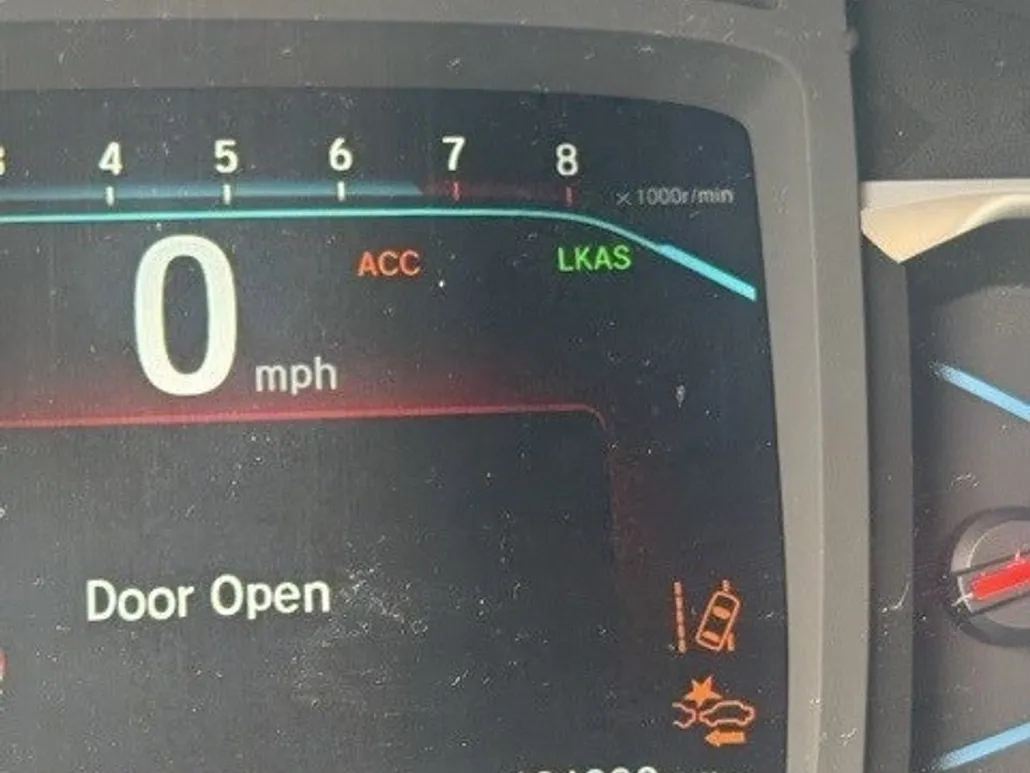 4 5 6 7 8
× 1000r/min
ACC LKAS
0 mph
Door Open